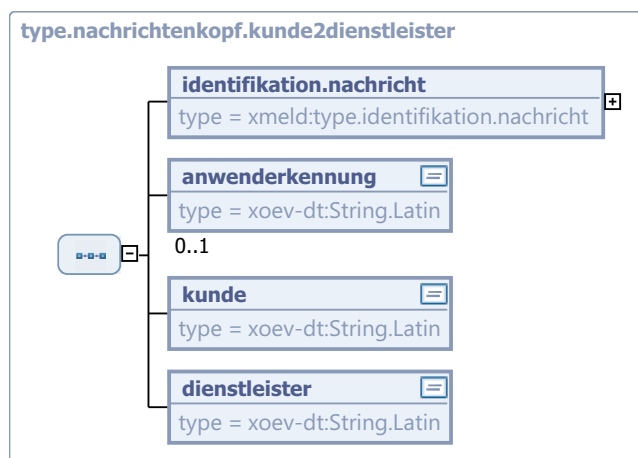 type.nachrichtenkopf.kunde2dienstleister
identifikation.nachricht
type = xmeld:type.identifikation.nachricht
anwenderkennung
type = xoev-dt:String.Latin
0..1
kunde
type = xoev-dt:String.Latin
dienstleister
type = xoev-dt:String.Latin